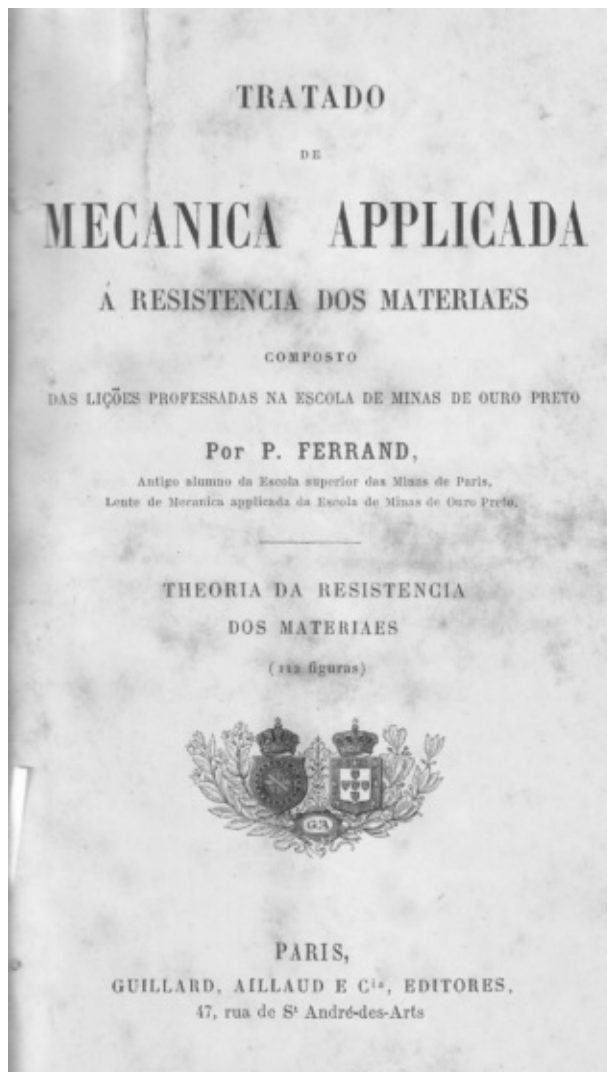 TRATADO
DE
MECANICA APPLICADA
Á RESISTENCIA DOS MATERIAES
COMPOSTO
DAS LIÇÕES PROFESSADAS NA ESCOLA DE MINAS DE OURO PRETO
Por P. FERRAND,
Antigo alumno da Escola superior das Minas de Paris,
Lente de Mecanica applicada da Escola de Minas de Ouro Preto.
THEORIA DA RESISTENCIA
DOS MATERIAES
(112 figuras)
GA
PARIS,
GUILLARD, AILLAUD E Cia, EDITORES,
47, rua de St André-des-Arts